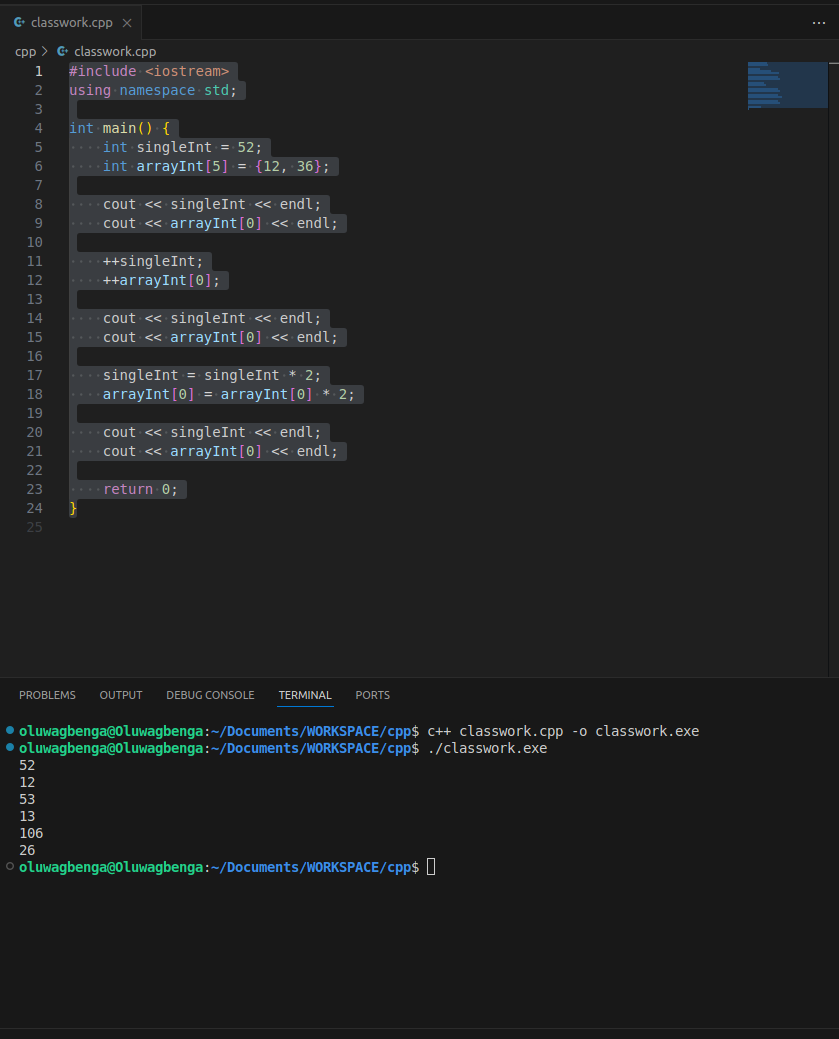 classwork.cpp
cpp > classwork.cpp
1 #include <iostream>
2 using namespace std;
3
4 int main() {
5 int singleInt = 52;
6 int arrayInt[5] = {12, 36};
7
8 cout << singleInt << endl;
9 cout << arrayInt[0] << endl;
10
11 ++singleInt;
12 ++arrayInt[0];
13
14 cout << singleInt << endl;
15 cout << arrayInt[0] << endl;
16
17 singleInt = singleInt * 2;
18 arrayInt[0] = arrayInt[0] * 2;
19
20 cout << singleInt << endl;
21 cout << arrayInt[0] << endl;
22
23 return 0;
24 }
25
PROBLEMS OUTPUT DEBUG CONSOLE TERMINAL PORTS
oluwagbenga@Oluwagbenga:~/Documents/WORKSPACE/cpp$ c++ classwork.cpp -o classwork.exe
oluwagbenga@Oluwagbenga:~/Documents/WORKSPACE/cpp$ ./classwork.exe
52
12
53
13
106
26
oluwagbenga@Oluwagbenga:~/Documents/WORKSPACE/cpp$